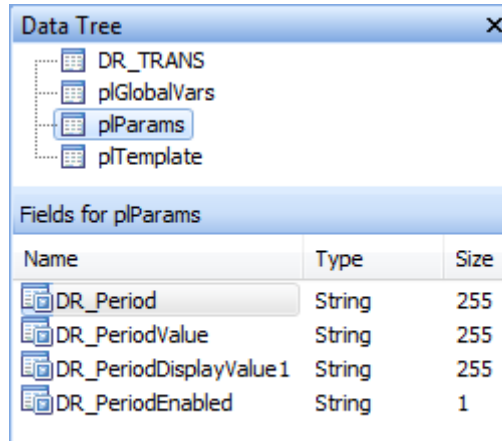 Data Tree
DR_TRANS
plGlobalVars
plParams
plTemplate
Fields for plParams
Name Type Size
DR_Period String 255
DR_PeriodValue String 255
DR_PeriodDisplayValue1 String 255
DR_PeriodEnabled String 1